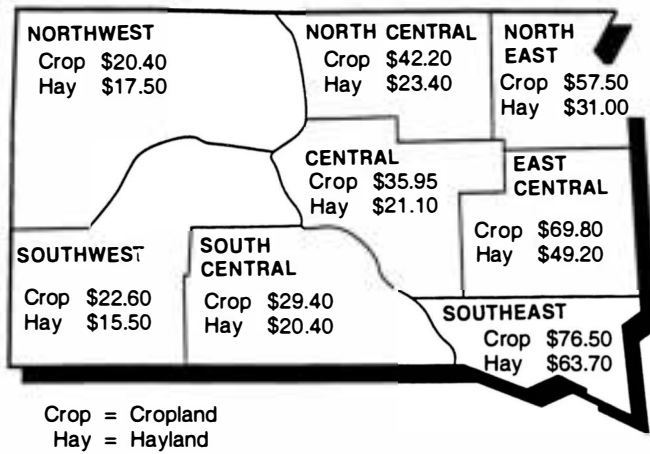 NORTHWEST
Crop $20.40
Hay $17.50
NORTH CENTRAL
Crop $42.20
Hay $23.40
NORTH
EAST
Crop $57.50
Hay $31.00
CENTRAL
Crop $35.95
Hay $21.10
EAST
CENTRAL
Crop $69.80
Hay $49.20
SOUTHWEST
Crop $22.60
Hay $15.50
SOUTH
CENTRAL
Crop $29.40
Hay $20.40
SOUTHEAST
Crop $76.50
Hay $63.70
Crop = Cropland
Hay = Hayland